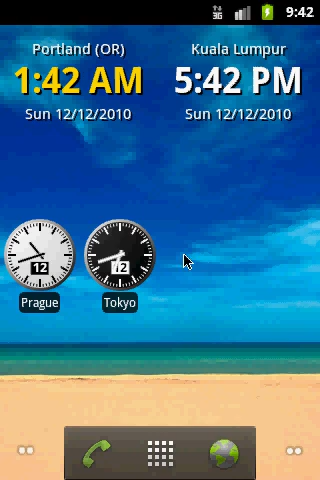 3G 9:42
Portland (OR) Kuala Lumpur
1:42 AM 5:42 PM
Sun 12/12/2010 Sun 12/12/2010
12 12
Prague Tokyo